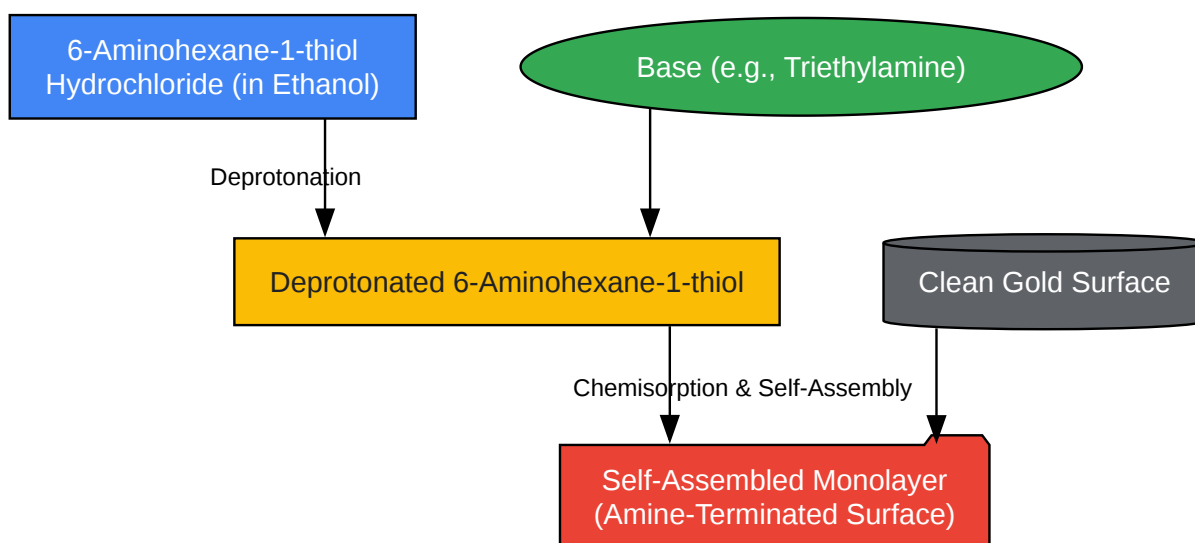 6-Aminohexane-1-thiol
Hydrochloride (in Ethanol)
Base (e.g., Triethylamine)
Deprotonation
Deprotonated 6-Aminohexane-1-thiol
Clean Gold Surface
Chemisorption & Self-Assembly
Self-Assembled Monolayer
(Amine-Terminated Surface)